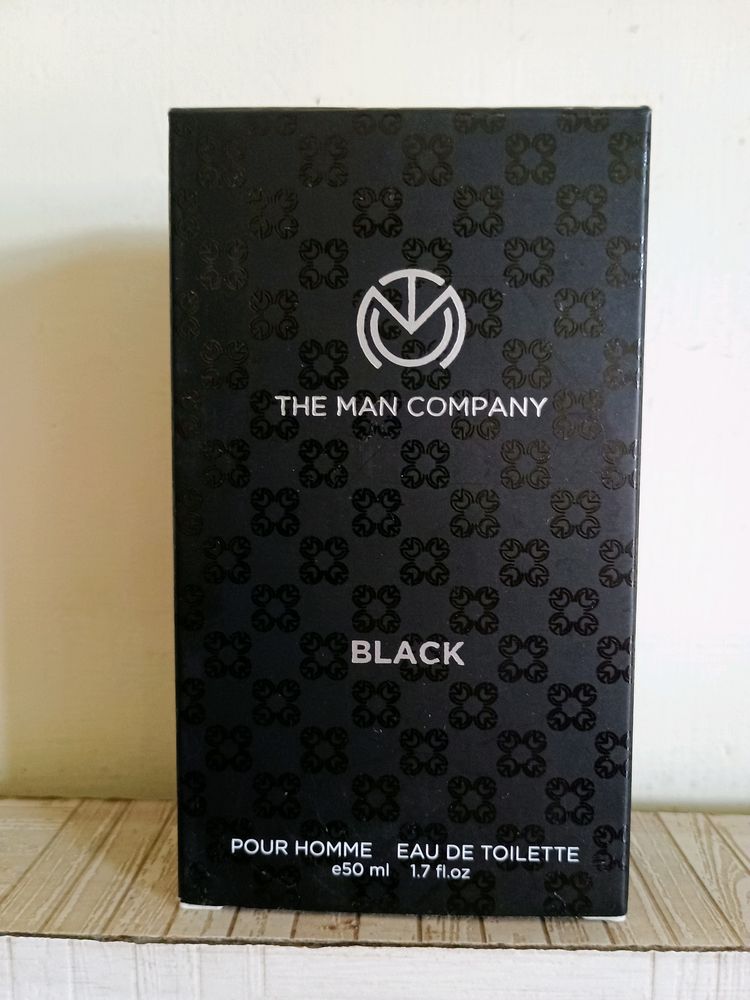 THE MAN COMPANY
BLACK
POUR HOMME EAU DE TOILETTE
e50 ml 1.7 fl.oz